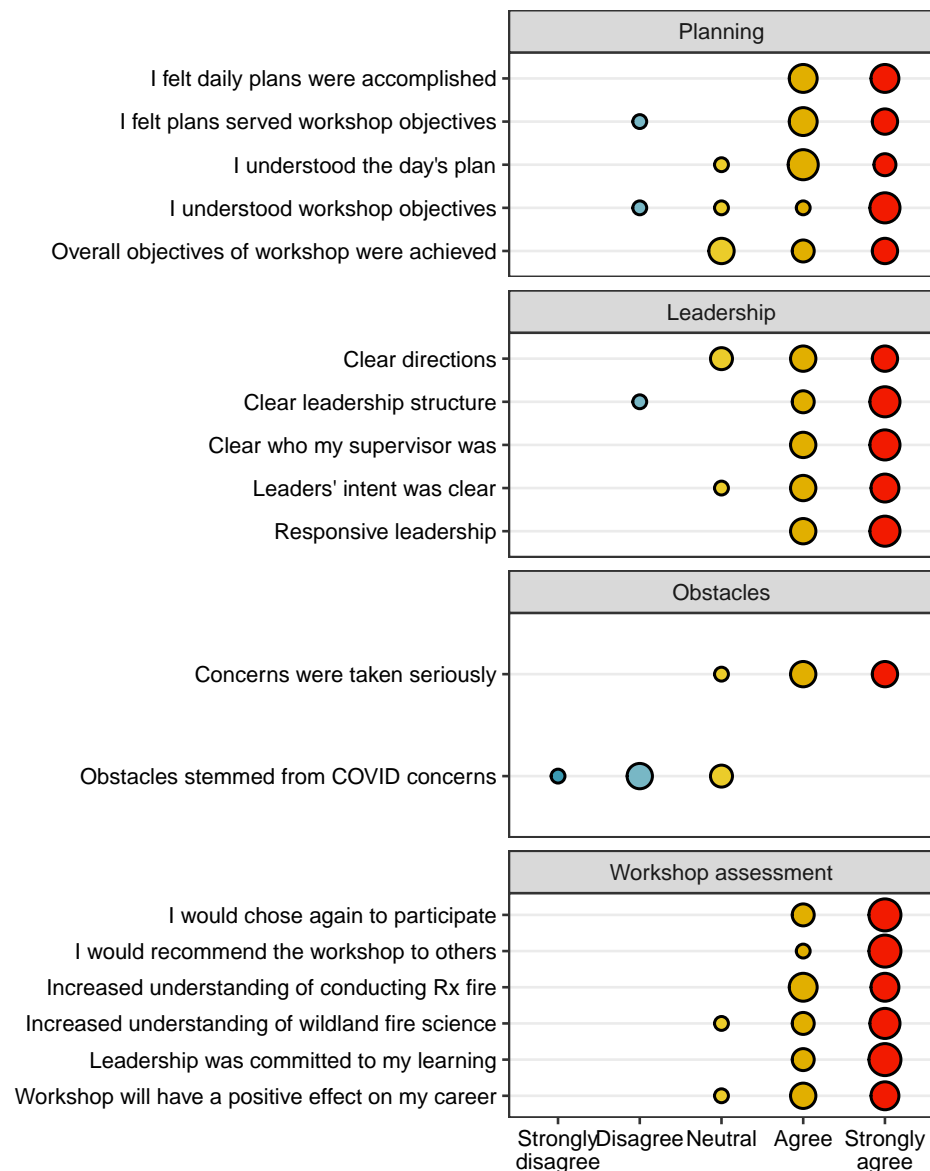 Planning
I felt daily plans were accomplished
I felt plans served workshop objectives
I understood the day's plan
I understood workshop objectives
Overall objectives of workshop were achieved
Leadership
Clear directions
Clear leadership structure
Clear who my supervisor was
Leaders' intent was clear
Responsive leadership
Obstacles
Concerns were taken seriously
Obstacles stemmed from COVID concerns
Workshop assessment
I would chose again to participate
I would recommend the workshop to others
Increased understanding of conducting Rx fire
Increased understanding of wildland fire science
Leadership was committed to my learning
Workshop will have a positive effect on my career
Strongly Disagree Neutral Agree Strongly
disagree agree